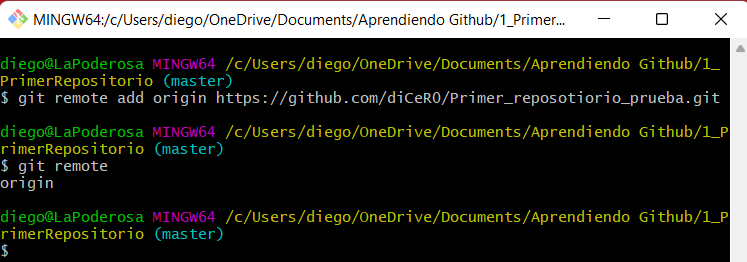 MINGW64:/c/Users/diego/OneDrive/Documents/Aprendiendo Github/1_Primer...
diego@LaPoderosa MINGW64 /c/Users/diego/OneDrive/Documents/Aprendiendo Github/1_
PrimerRepositorio (master)
$ git remote add origin https://github.com/diCeR0/Primer_reposotiorio_prueba.git
diego@LaPoderosa MINGW64 /c/Users/diego/OneDrive/Documents/Aprendiendo Github/1_P
rimerRepositorio (master)
$ git remote
origin
diego@LaPoderosa MINGW64 /c/Users/diego/OneDrive/Documents/Aprendiendo Github/1_P
rimerRepositorio (master)
$